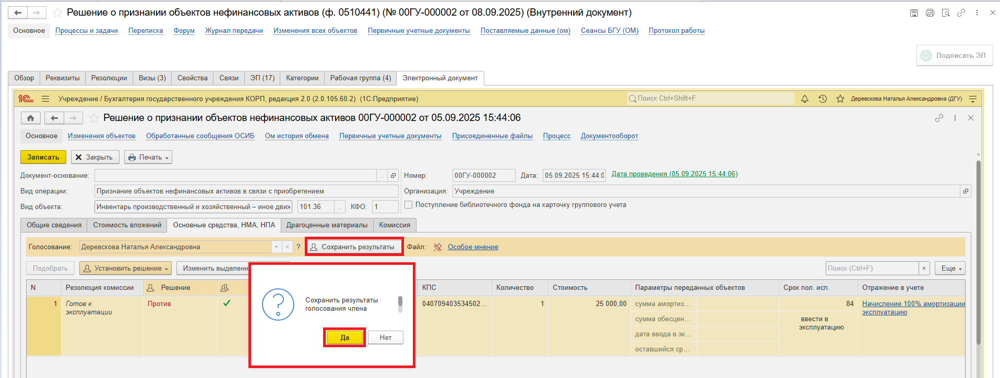 Решение о признании объектов нефинансовых активов (ф. 0510441) (№ 00ГУ-000002 от 08.09.2025) (Внутренний документ)
Основное Процессы и задачи Переписка Форум Журнал передачи Изменения всех объектов Первичные учетные документы Поставляемые данные (ом) Сеансы БГУ (ОМ) Протокол работы
Подписать ЭП
Обзор Реквизиты Резолюции Визы (3) Свойства Связи ЭП (17) Категории Рабочая группа (4) Электронный документ
1С Учреждение / Бухгалтерия государственного учреждения КОРП, редакция 2.0 (2.0.105.60.2) (1С:Предприятие) Поиск Ctrl+Shift+F Деревскова Наталья Александровна (ДГУ)
Решение о признании объектов нефинансовых активов 00ГУ-000002 от 05.09.2025 15:44:06
Основное Изменения объектов Обработанные сообщения ОСИБ Ом история обмена Первичные учетные документы Присоединенные файлы Процесс Документооборот
Записать Закрыть Печать
Документ-основание: ... Номер: 00ГУ-000002 Дата: 05.09.2025 15:44:0 Дата проведения (05.09.2025 15:44:06)
Вид операции: Признание объектов нефинансовых активов в связи с приобретением Организация: Учреждение
Вид объекта: Инвентарь производственный и хозяйственный – иное движ 101.36 ... КФО: 1 Поступление библиотечного фонда на карточку группового учета
Общие сведения Стоимость вложений Основные средства, НМА, НПА Драгоценные материалы Комиссия
Голосование: Деревскова Наталья Александровна × ? Сохранить результаты Файл: Особое мнение
Подобрать Установить решение Изменить выделенн Поиск (Ctrl+F) × Еще
N Резолюция комиссии Решение КПС Количество Стоимость Параметры переданных объектов Срок пол. исп. Отражение в учете
1 Готов к Против 040709403534502... 1 25 000,00 сумма амортиз... 84 Начисление 100% амортизации
эксплуатации эксплуатацию
сумма обесцен... ввести в
эксплуатацию
дата ввода в эк...
оставшийся ср...
Сохранить результаты
голосования члена
Да Нет